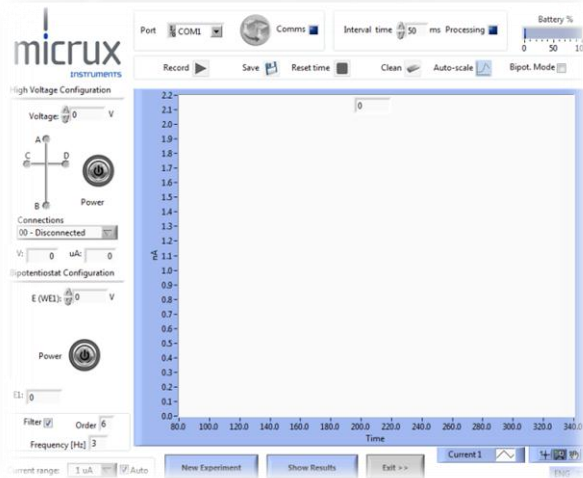 micrux
INSTRUMENTS
Port COM1 Comms Interval time 50 ms Processing Battery %
0 50 10
Record Save Reset time Clean Auto-scale Bipot. Mode
High Voltage Configuration
Voltage: 0 V
A
C D
B
Power
Connections
00 - Disconnected
V: 0 uA: 0
Bipotentiostat Configuration
E (WE1): 0 V
Power
E1: 0
Filter Order 6
Frequency [Hz] 3
Current range: 1 uA Auto
0
2.2
2.1
2.0
1.9
1.8
1.7
1.6
1.5
1.4
1.3
1.2
1.1
1.0
0.9
0.8
0.7
0.6
0.5
0.4
0.3
0.2
0.1
0.0
nA
80.0 100.0 120.0 140.0 160.0 180.0 200.0 220.0 240.0 260.0 280.0 300.0 320.0 340.0
Time
Current 1
New Experiment Show Results Exit >>
ENG